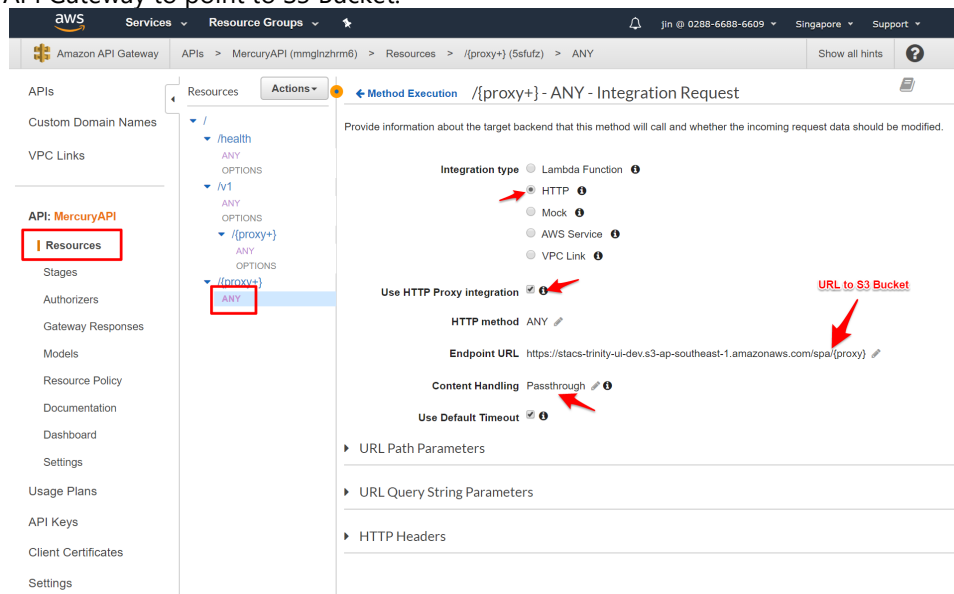 API Gateway to point to S3 Bucket.
aws Services Resource Groups jin @ 0288-6688-6609 Singapore Support
Amazon API Gateway APIs > MercuryAPI (mmglnzhrm6) > Resources > /{proxy+} (5sfufz) > ANY Show all hints ?
APIs
Custom Domain Names
VPC Links
API: MercuryAPI
Resources
Stages
Authorizers
Gateway Responses
Models
Resource Policy
Documentation
Dashboard
Settings
Usage Plans
API Keys
Client Certificates
Settings
Resources Actions
/
/health
ANY
OPTIONS
/v1
ANY
OPTIONS
/{proxy+}
ANY
OPTIONS
/{proxy+}
ANY
Method Execution /{proxy+} - ANY - Integration Request
Provide information about the target backend that this method will call and whether the incoming request data should be modified.
Integration type Lambda Function
HTTP
Mock
AWS Service
VPC Link
Use HTTP Proxy integration
URL to S3 Bucket
HTTP method ANY
Endpoint URL https://stacs-trinity-ui-dev.s3-ap-southeast-1.amazonaws.com/spa/{proxy}
Content Handling Passthrough
Use Default Timeout
URL Path Parameters
URL Query String Parameters
HTTP Headers